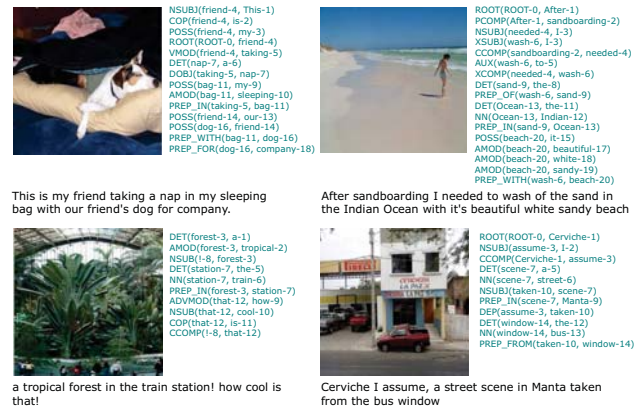 NSUBJ(friend-4, This-1)
COP(friend-4, is-2)
POSS(friend-4, my-3)
ROOT(ROOT-0, friend-4)
VMOD(friend-4, taking-5)
DET(nap-7, a-6)
DOBJ(taking-5, nap-7)
POSS(bag-11, my-9)
AMOD(bag-11, sleeping-10)
PREP_IN(taking-5, bag-11)
POSS(friend-14, our-13)
POSS(dog-16, friend-14)
PREP_WITH(bag-11, dog-16)
PREP_FOR(dog-16, company-18)
This is my friend taking a nap in my sleeping
bag with our friend's dog for company.
ROOT(ROOT-0, After-1)
PCOMP(After-1, sandboarding-2)
NSUBJ(needed-4, I-3)
XSUBJ(wash-6, I-3)
CCOMP(sandboarding-2, needed-4)
AUX(wash-6, to-5)
XCOMP(needed-4, wash-6)
DET(sand-9, the-8)
PREP_OF(wash-6, sand-9)
DET(Ocean-13, the-11)
NN(Ocean-13, Indian-12)
PREP_IN(sand-9, Ocean-13)
POSS(beach-20, it-15)
AMOD(beach-20, beautiful-17)
AMOD(beach-20, white-18)
AMOD(beach-20, sandy-19)
PREP_WITH(wash-6, beach-20)
After sandboarding I needed to wash of the sand in
the Indian Ocean with it's beautiful white sandy beach
DET(forest-3, a-1)
AMOD(forest-3, tropical-2)
NSUB(!-8, forest-3)
DET(station-7, the-5)
NN(station-7, train-6)
PREP_IN(forest-3, station-7)
ADVMOD(that-12, how-9)
NSUB(that-12, cool-10)
COP(that-12, is-11)
CCOMP(!-8, that-12)
a tropical forest in the train station! how cool is
that!
PIRELLI
CEVICHERIA
LA PAZ
ROOT(ROOT-0, Cerviche-1)
NSUBJ(assume-3, I-2)
CCOMP(Cerviche-1, assume-3)
DET(scene-7, a-5)
NN(scene-7, street-6)
NSUBJ(taken-10, scene-7)
PREP_IN(scene-7, Manta-9)
DEP(assume-3, taken-10)
DET(window-14, the-12)
NN(window-14, bus-13)
PREP_FROM(taken-10, window-14)
Cerviche I assume, a street scene in Manta taken
from the bus window